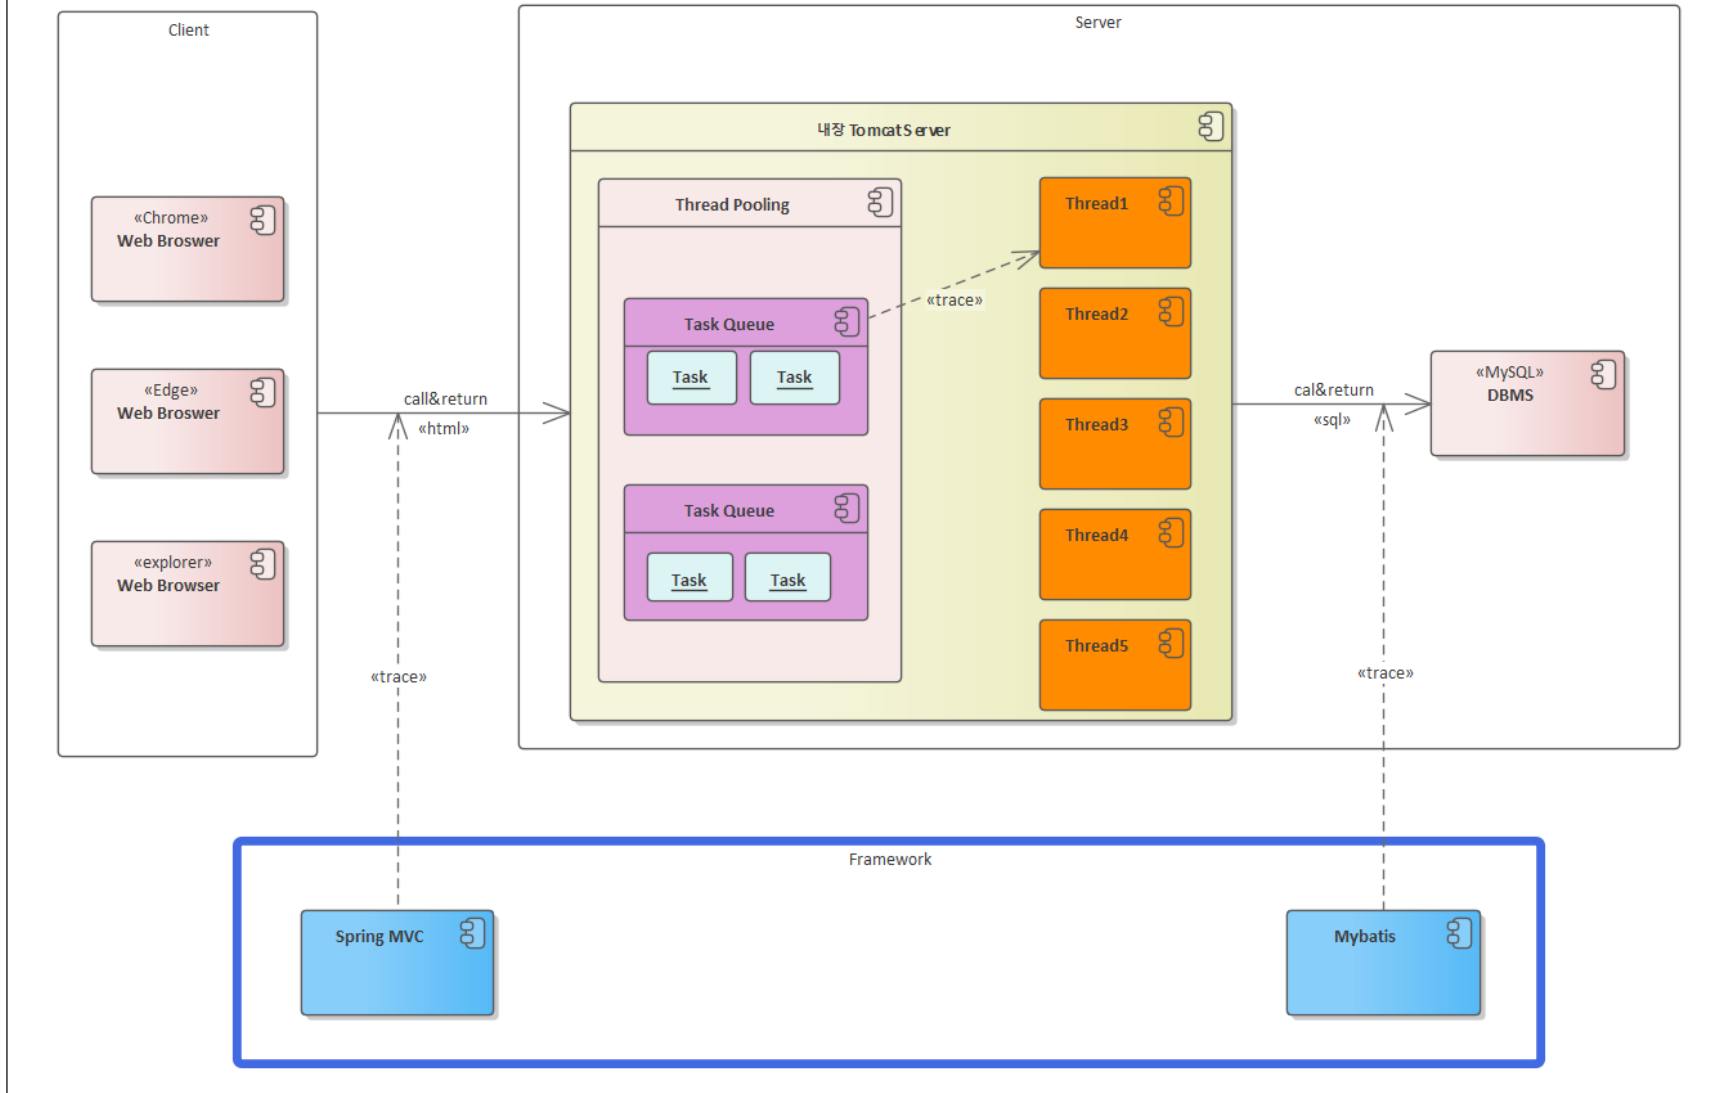 Client
«Chrome»
Web Broswer
«Edge»
Web Broswer
«explorer»
Web Browser
call&return
«html»
«trace»
Server
내장 TomcatServer
Thread Pooling
Task Queue
Task Task
Task Queue
Task Task
«trace»
Thread1
Thread2
Thread3
Thread4
Thread5
cal&return
«sql»
«MySQL»
DBMS
«trace»
Framework
Spring MVC
Mybatis